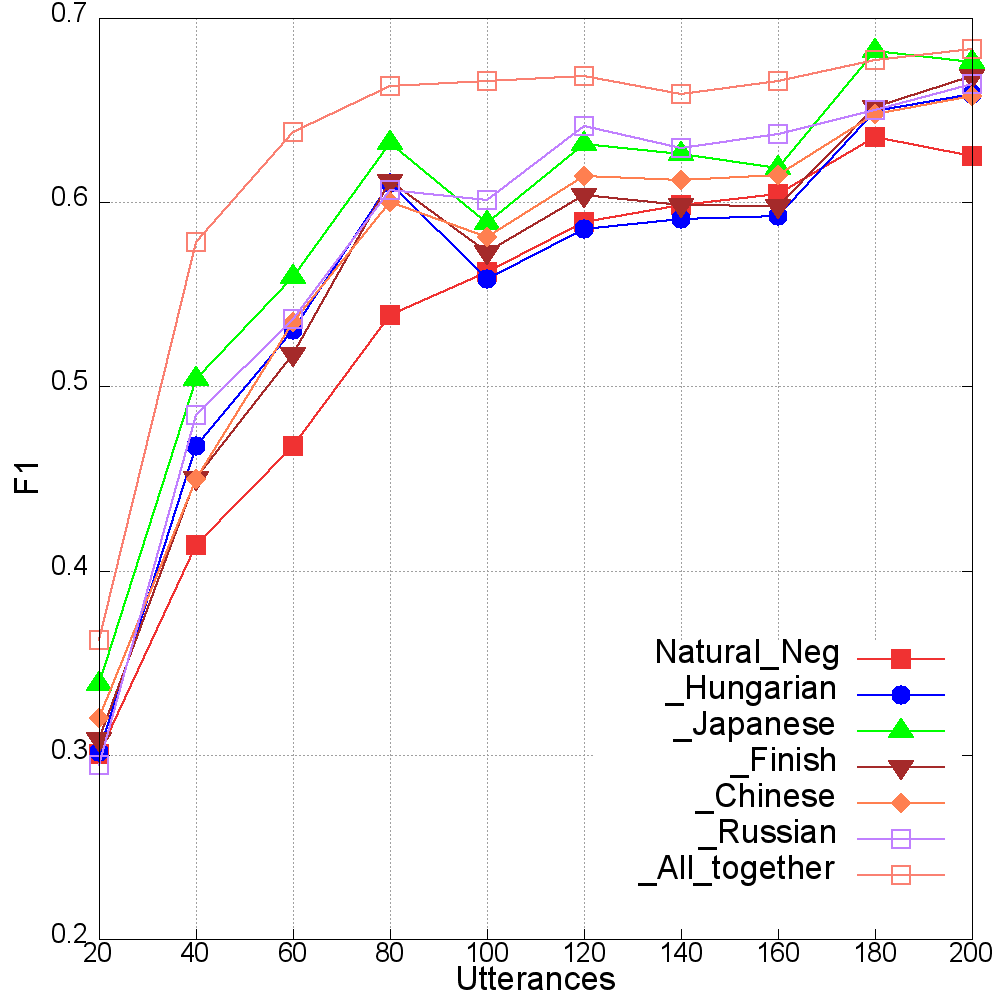 0.7
0.6
0.5
0.4
0.3
0.2
F1
20 40 60 80 100 120 140 160 180 200
Utterances
Natural_Neg
_Hungarian
_Japanese
_Finish
_Chinese
_Russian
_All_together